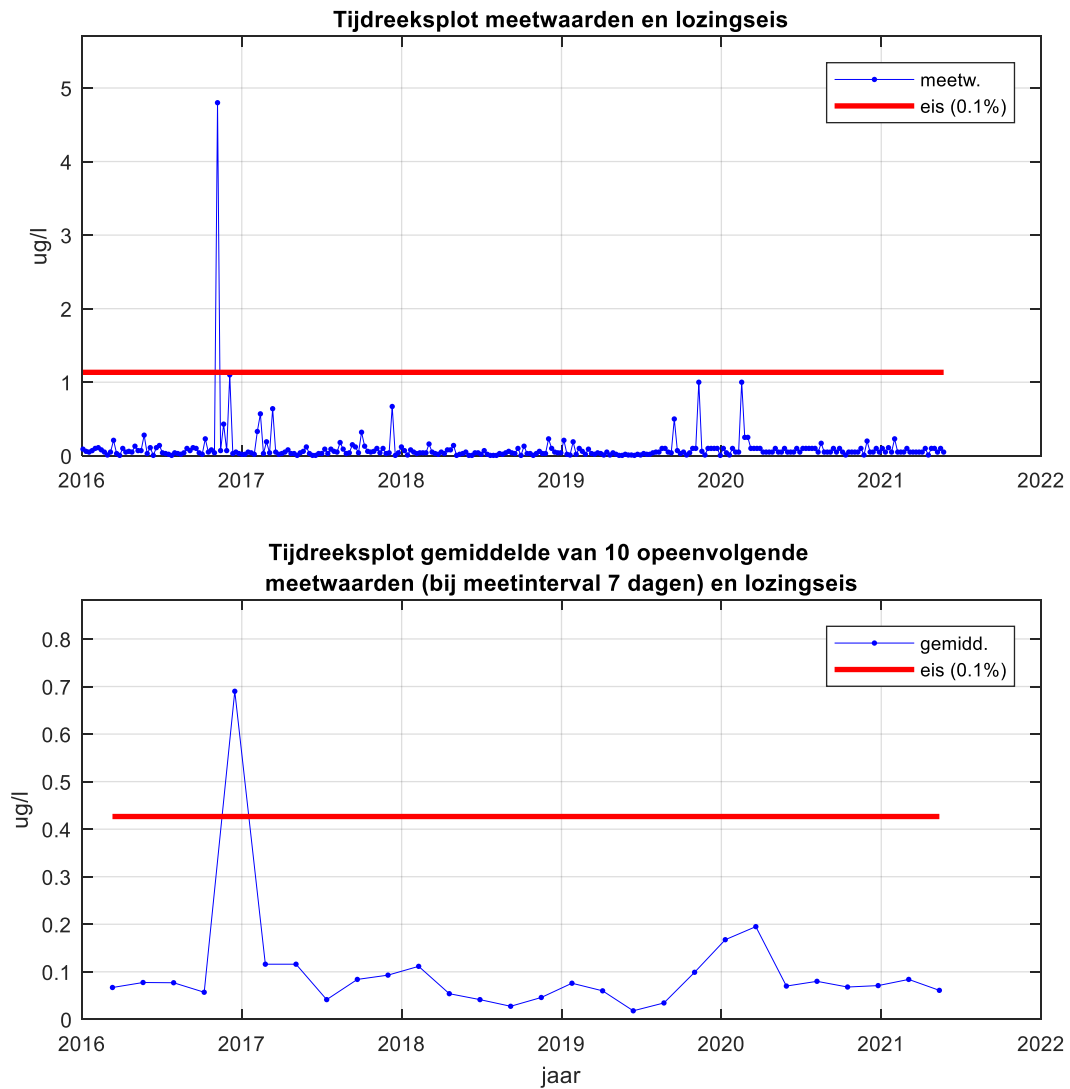 Tijdreeksplot meetwaarden en lozingseis
5
4
3
2
1
0
ug/l
meetw.
eis (0.1%)
2016 2017 2018 2019 2020 2021 2022
Tijdreeksplot gemiddelde van 10 opeenvolgende
meetwaarden (bij meetinterval 7 dagen) en lozingseis
0.8
0.7
0.6
0.5
0.4
0.3
0.2
0.1
0
ug/l
gemidd.
eis (0.1%)
2016 2017 2018 2019 2020 2021 2022
jaar